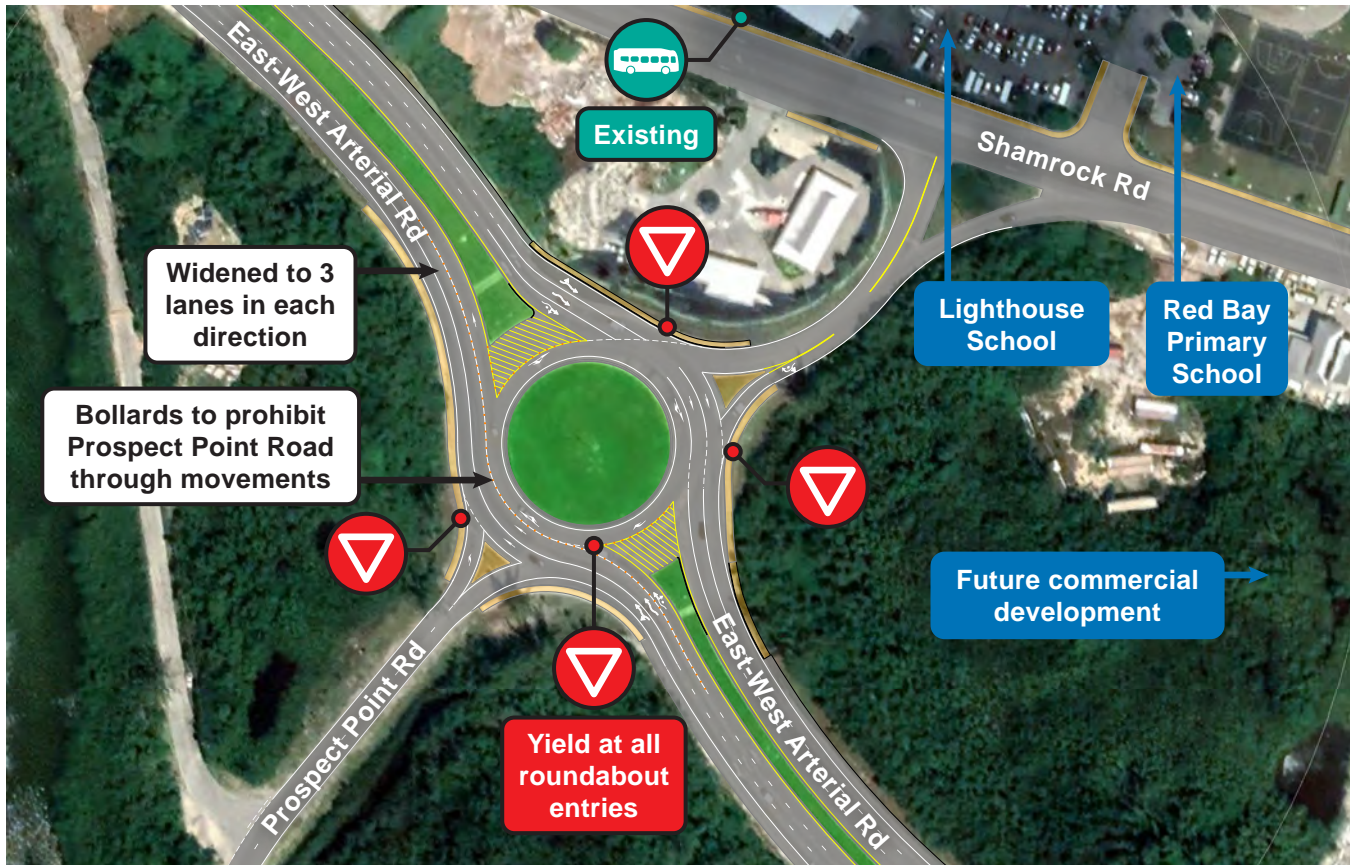 East-West Arterial Rd
Existing
Shamrock Rd
Widened to 3
lanes in each
direction
Lighthouse
School
Red Bay
Primary
School
Bollards to prohibit
Prospect Point Road
through movements
Future commercial
development
Prospect Point Rd
Yield at all
roundabout
entries
East-West Arterial Rd